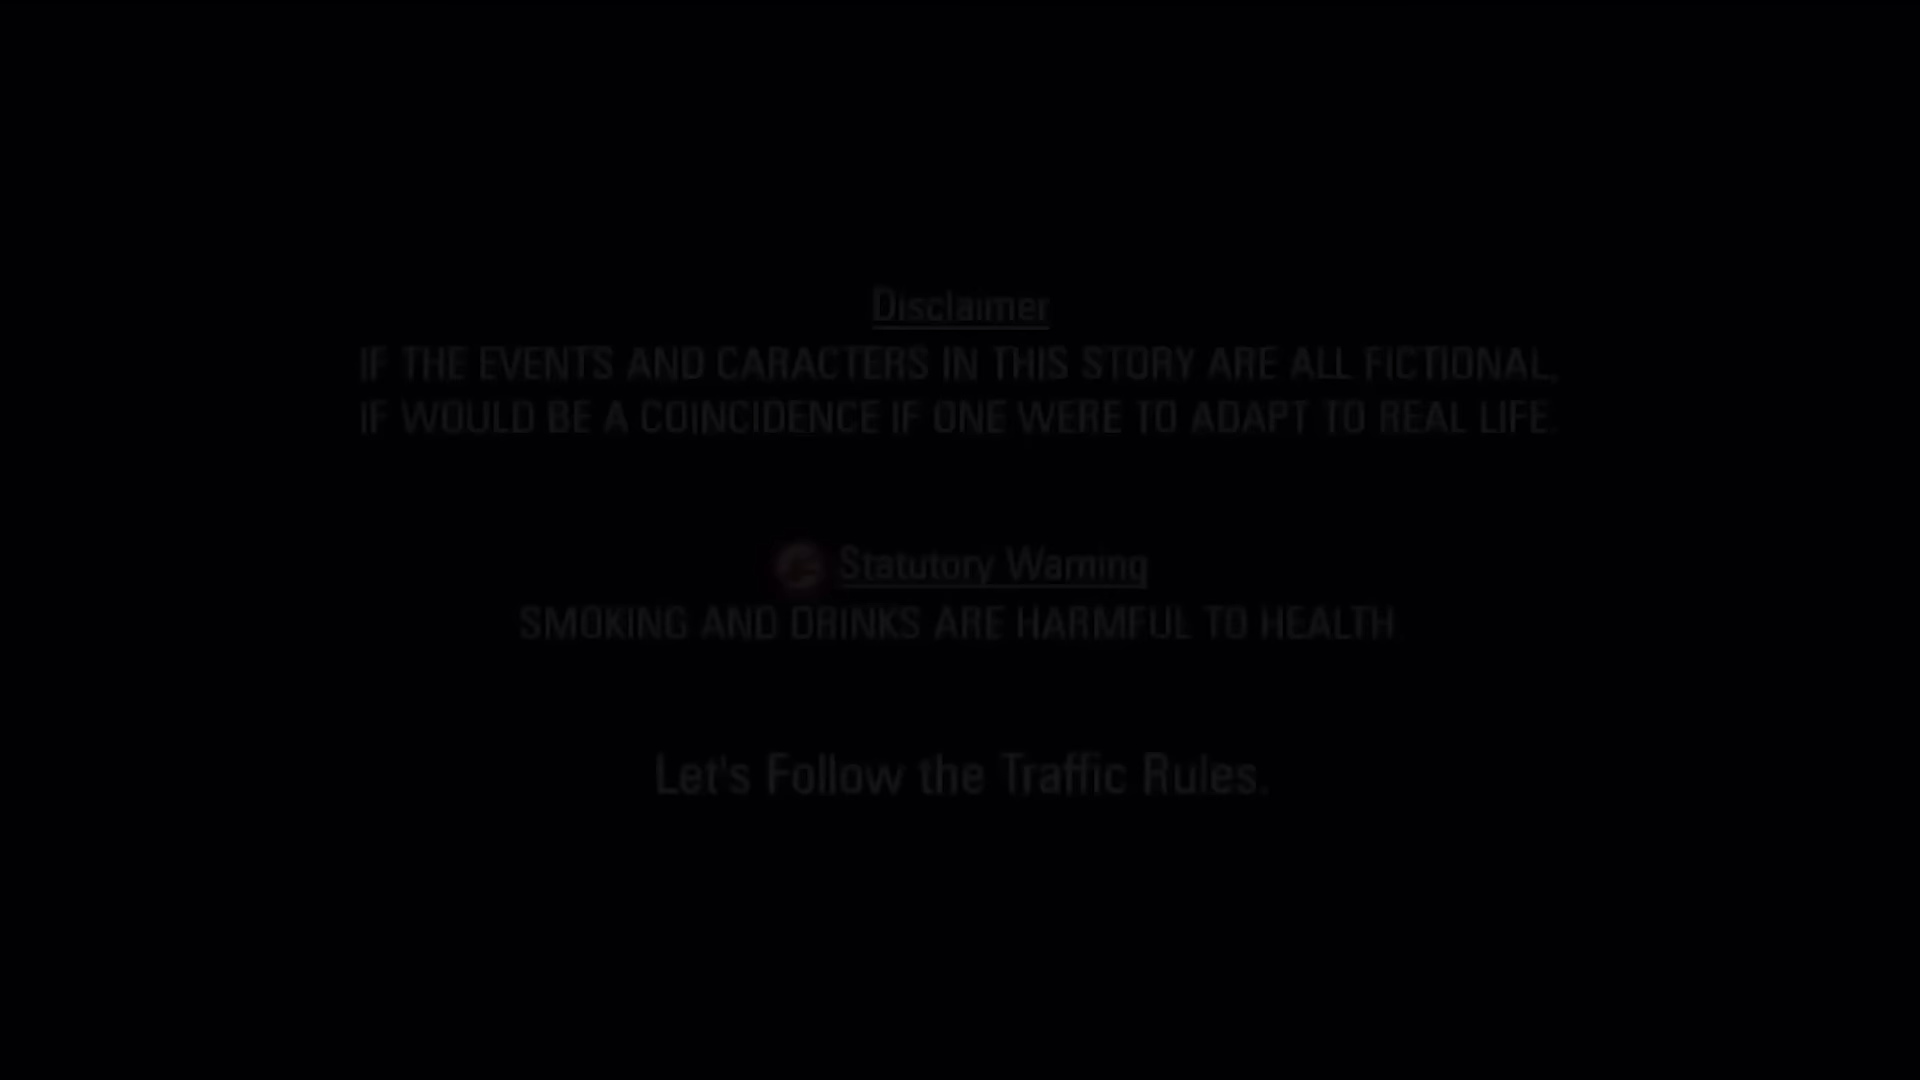 Disclaimer
IF THE EVENTS AND CARACTERS IN THIS STORY ARE ALL FICTIONAL,
IF WOULD BE A COINCIDENCE IF ONE WERE TO ADAPT TO REAL LIFE.
Statutory Warning
SMOKING AND DRINKS ARE HARMFUL TO HEALTH.
Let's Follow the Traffic Rules.